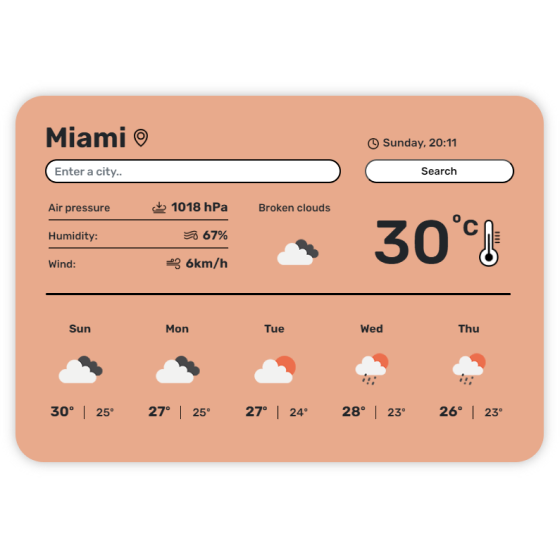 Miami
Sunday, 20:11
Enter a city..
Search
Air pressure 1018 hPa
Humidity: 67%
Wind: 6km/h
Broken clouds
30°C
Sun Mon Tue Wed Thu
30° | 25° 27° | 25° 27° | 24° 28° | 23° 26° | 23°